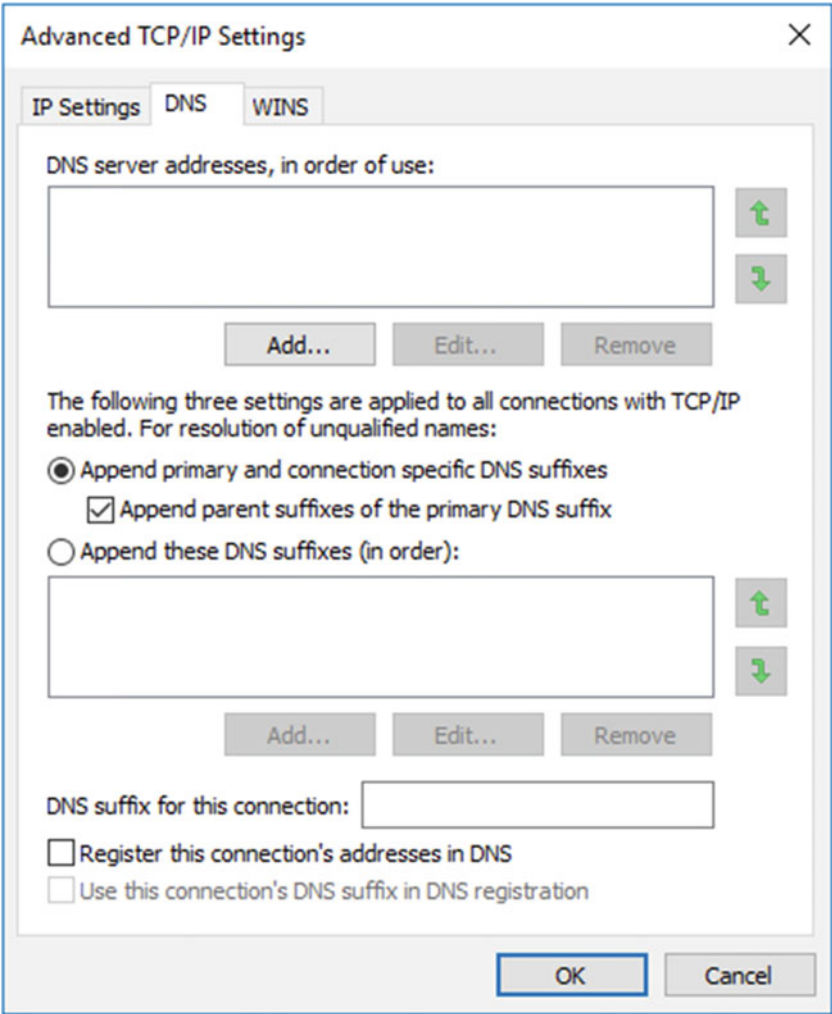 Advanced TCP/IP Settings
IP Settings DNS WINS
DNS server addresses, in order of use:
Add... Edit... Remove
The following three settings are applied to all connections with TCP/IP
enabled. For resolution of unqualified names:
Append primary and connection specific DNS suffixes
Append parent suffixes of the primary DNS suffix
Append these DNS suffixes (in order):
Add... Edit... Remove
DNS suffix for this connection:
Register this connection's addresses in DNS
Use this connection's DNS suffix in DNS registration
OK Cancel